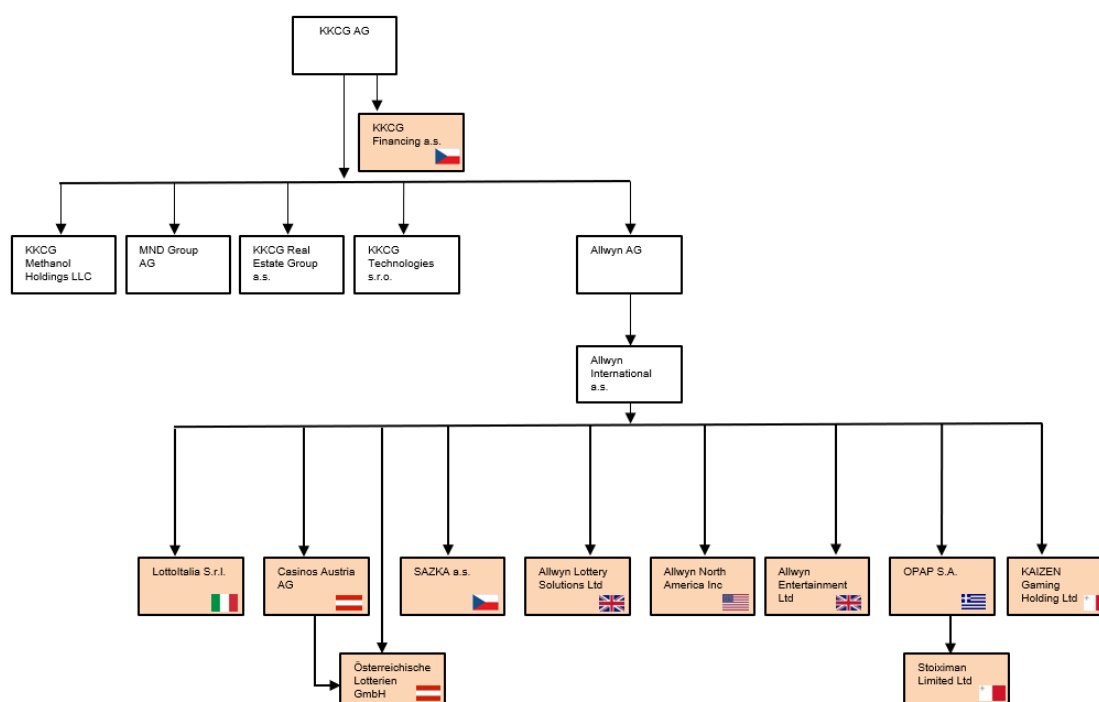 KKCG AG
KKCG
Financing a.s.
KKCG
Methanol
Holdings LLC
MND Group
AG
KKCG Real
Estate Group
a.s.
KKCG
Technologies
s.r.o.
Allwyn AG
Allwyn
International
a.s.
LottoItalia S.r.l.
Casinos Austria
AG
SAZKA a.s.
Allwyn Lottery
Solutions Ltd
Allwyn North
America Inc
Allwyn
Entertainment
Ltd
OPAP S.A.
KAIZEN
Gaming
Holding Ltd
Österreichische
Lotterien
GmbH
Stoiximan
Limited Ltd